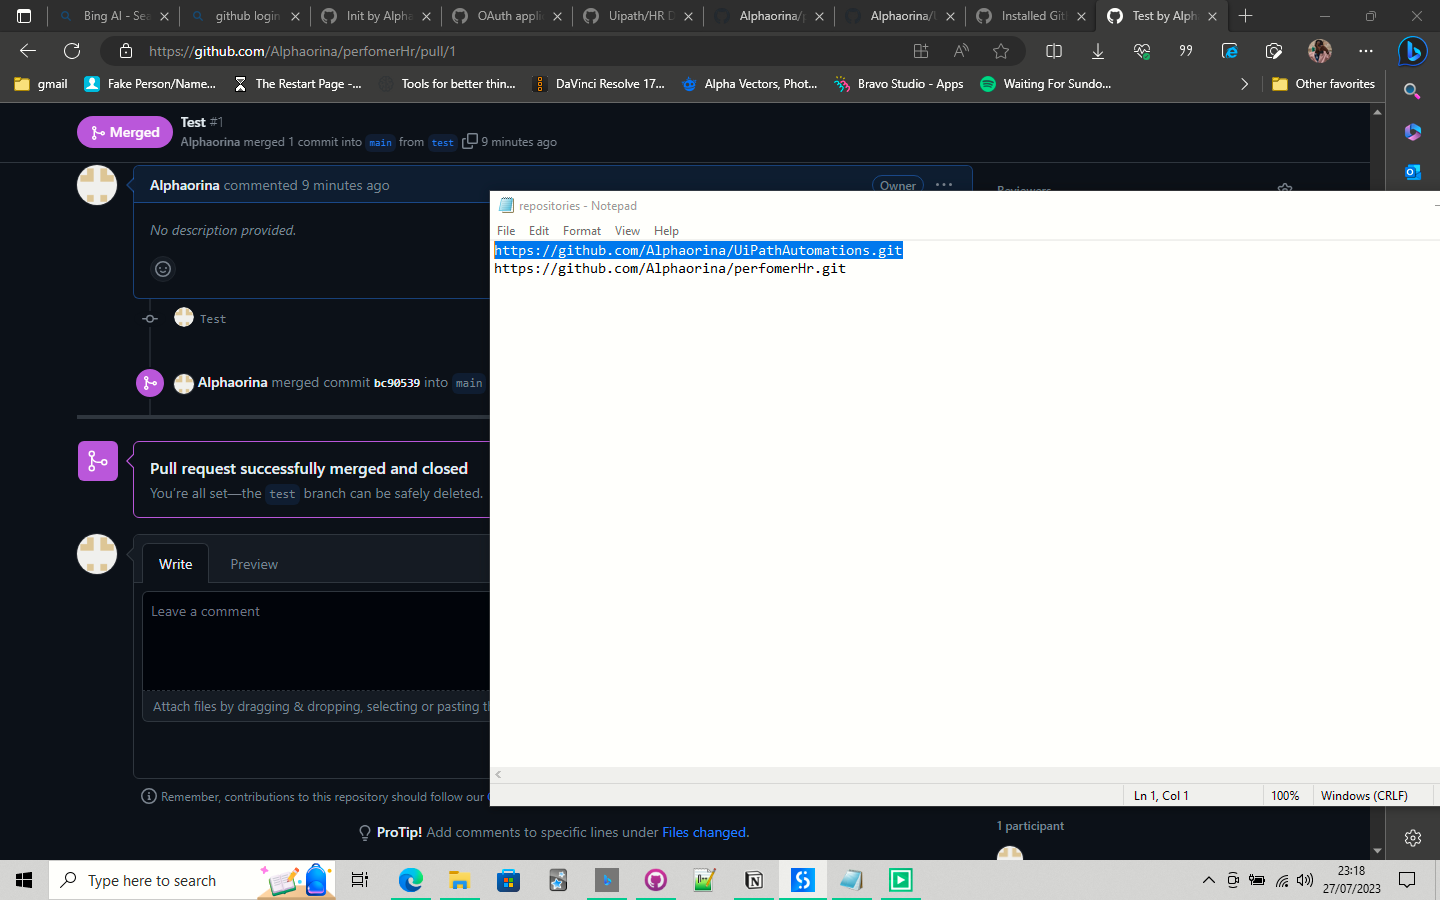 Bing AI - Sea
github login
Init by Alpha
OAuth applic
Uipath/HR D
Alphaorina/p
Alphaorina/U
Installed Git
Test by Alph
https://github.com/Alphaorina/perfomerHr/pull/1
gmail
Fake Person/Name...
The Restart Page -...
Tools for better thin...
DaVinci Resolve 17...
Alpha Vectors, Phot...
Bravo Studio - Apps
Waiting For Sundo...
Other favorites
Merged
Test #1
Alphaorina merged 1 commit into main from test 9 minutes ago
Alphaorina commented 9 minutes ago
Owner
Reviewers
No description provided.
Test
Alphaorina merged commit bc90539 into main
Pull request successfully merged and closed
You're all set—the test branch can be safely deleted.
Write
Preview
Leave a comment
Attach files by dragging & dropping, selecting or pasting th
Remember, contributions to this repository should follow our
ProTip! Add comments to specific lines under Files changed.
1 participant
repositories - Notepad
File Edit Format View Help
https://github.com/Alphaorina/UiPathAutomations.git
https://github.com/Alphaorina/perfomerHr.git
Ln 1, Col 1
100%
Windows (CRLF)
Type here to search
23:18
27/07/2023